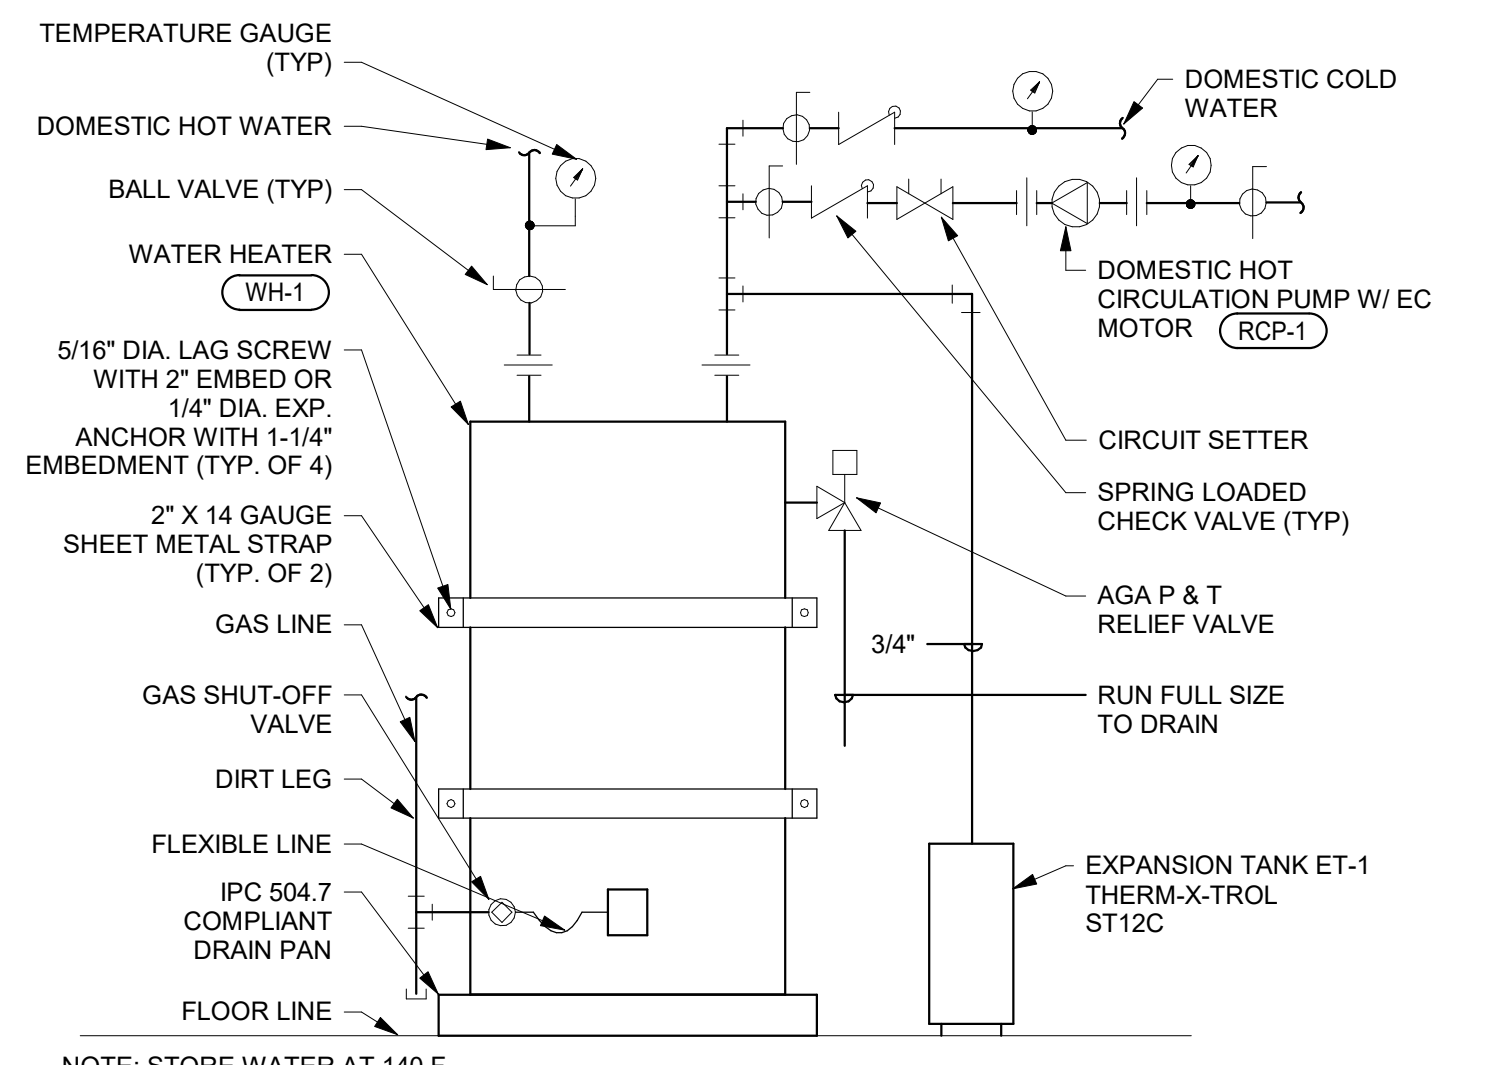 TEMPERATURE GAUGE
(TYP)
DOMESTIC HOT WATER
BALL VALVE (TYP)
WATER HEATER
WH-1
5/16" DIA. LAG SCREW
WITH 2" EMBED OR
1/4" DIA. EXP.
ANCHOR WITH 1-1/4"
EMBEDMENT (TYP. OF 4)
2" X 14 GAUGE
SHEET METAL STRAP
(TYP. OF 2)
GAS LINE
GAS SHUT-OFF
VALVE
DIRT LEG
FLEXIBLE LINE
IPC 504.7
COMPLIANT
DRAIN PAN
FLOOR LINE
NOTE: STORE WATER AT 140 F
DOMESTIC COLD
WATER
DOMESTIC HOT
CIRCULATION PUMP W/ EC
MOTOR
RCP-1
CIRCUIT SETTER
SPRING LOADED
CHECK VALVE (TYP)
AGA P & T
RELIEF VALVE
3/4"
RUN FULL SIZE
TO DRAIN
EXPANSION TANK ET-1
THERM-X-TROL
ST12C